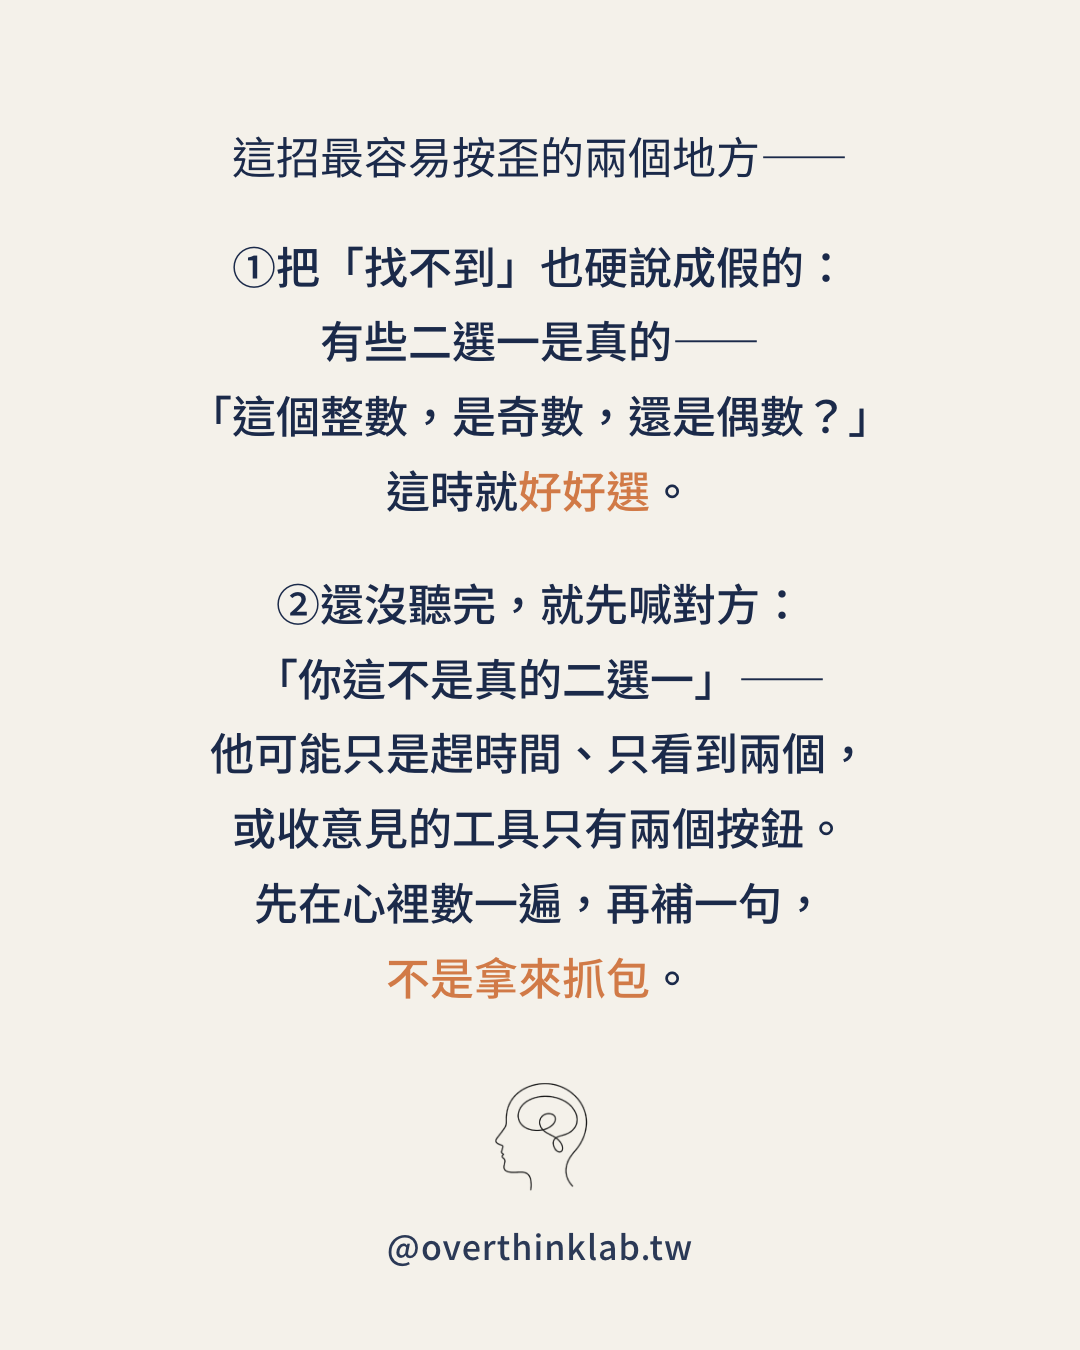 這招最容易按歪的兩個地方——
①把「找不到」也硬說成假的：
有些二選一是真的——
「這個整數，是奇數，還是偶數？」
這時就好好選。
②還沒聽完，就先喊對方：
「你這不是真的二選一」——
他可能只是趕時間、只看到兩個，
或收意見的工具只有兩個按鈕。
先在心裡數一遍，再補一句，
不是拿來抓包。
@overthinklab.tw